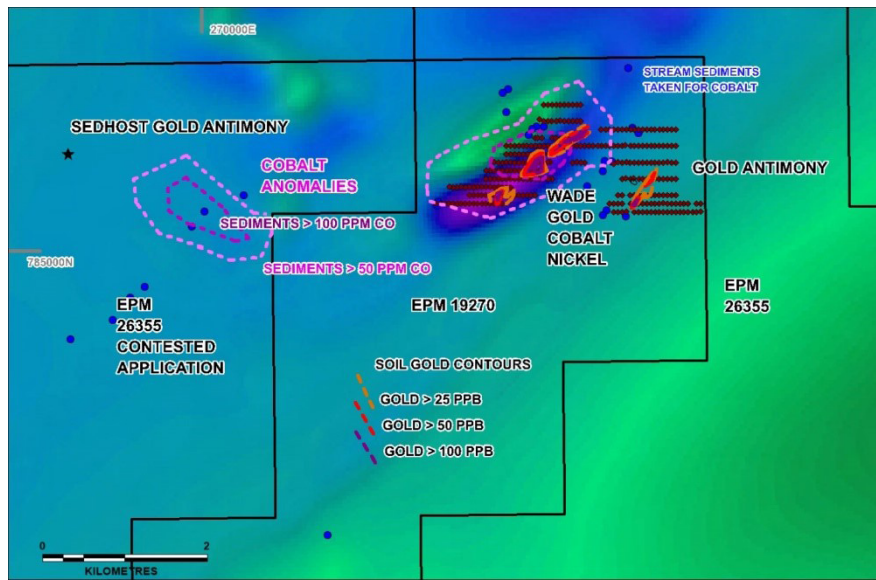 270000E
STREAM SEDIMENTS
TAKEN FOR COBALT
SEDHOST GOLD ANTIMONY
COBALT
ANOMALIES
GOLD ANTIMONY
WADE
GOLD
COBALT
NICKEL
SEDIMENTS > 100 PPM CO
785000N
SEDIMENTS > 50 PPM CO
EPM
26355
EPM 19270
EPM
26355
CONTESTED
APPLICATION
SOIL GOLD CONTOURS
GOLD > 25 PPB
GOLD > 50 PPB
GOLD > 100 PPB
0
2
KILOMETRES